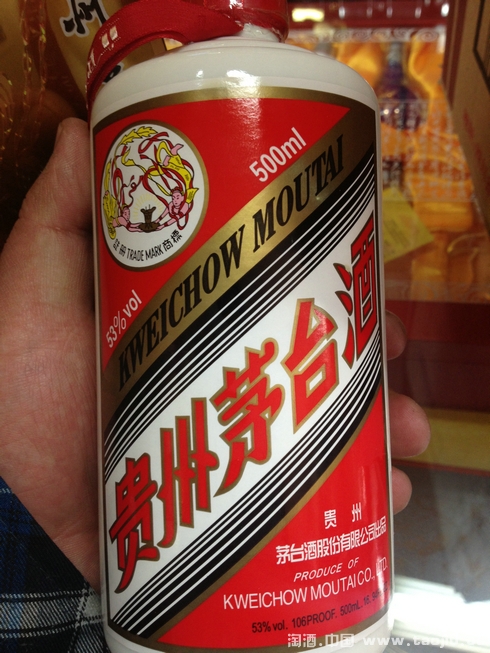 500ml
注册 TRADE MARK 商標
53% vol
KWEICHOW MOUTAI
贵州茅台酒
贵州
茅台酒股份有限公司出品
PRODUCE OF
KWEICHOW MOUTAI CO., LTD.
53% vol. 106PROOF. 500mL.
淘酒.中国